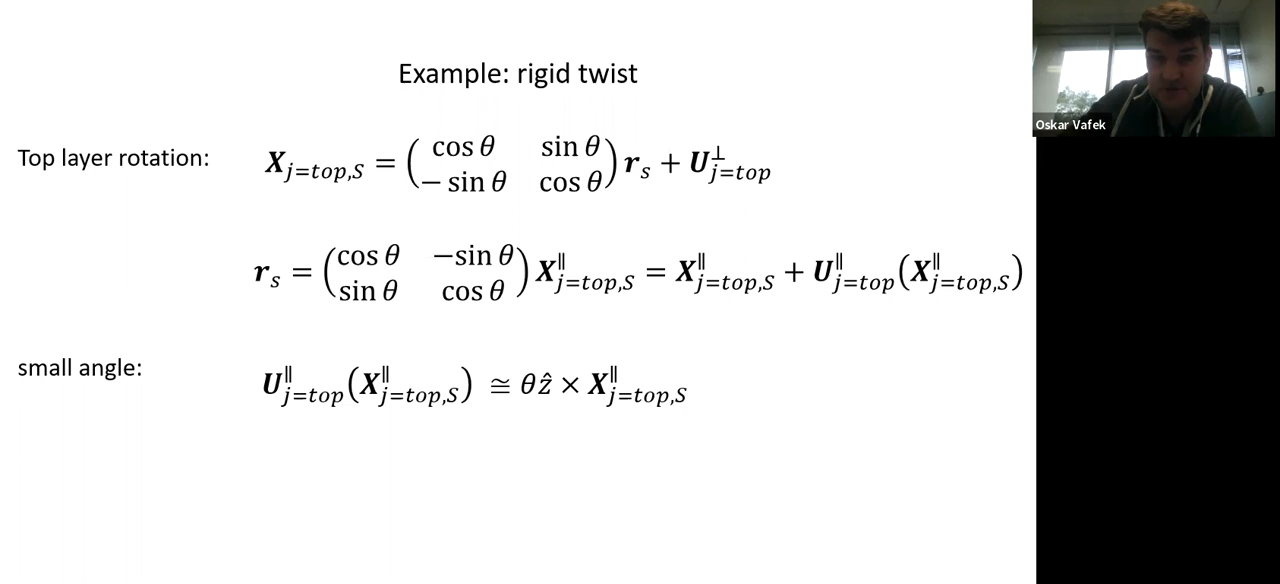 Example: rigid twist
Oskar Vafek
Top layer rotation: 𝑿_{j=top,S} = ( cos θ sin θ − sin θ cos θ ) 𝒓_s + 𝑼^⊥_{j=top}
𝒓_s = ( cos θ −sin θ sin θ cos θ ) 𝑿^∥_{j=top,S} = 𝑿^∥_{j=top,S} + 𝑼^∥_{j=top}(𝑿^∥_{j=top,S})
small angle: 𝑼^∥_{j=top}(𝑿^∥_{j=top,S}) ≅ θẑ × 𝑿^∥_{j=top,S}